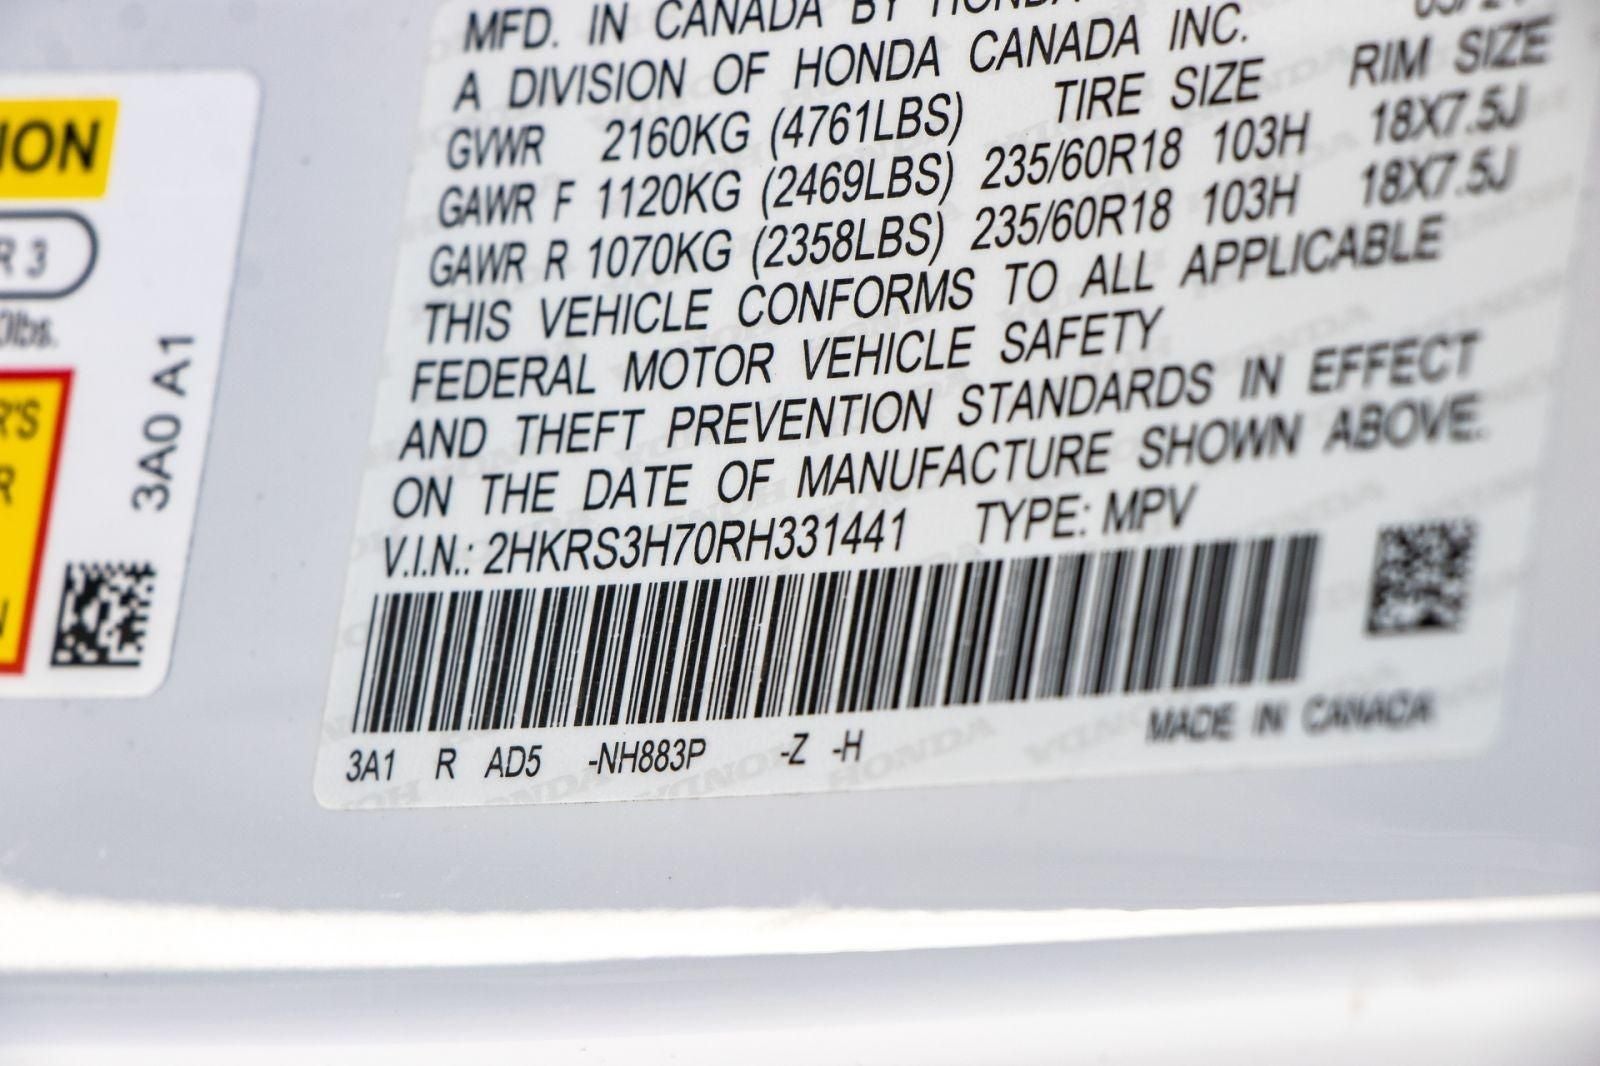 MFD. IN CANADA BY HONDA
A DIVISION OF HONDA CANADA INC.
TIRE SIZE RIM SIZE
GVWR 2160KG (4761LBS)
GAWR F 1120KG (2469LBS) 235/60R18 103H 18X7.5J
GAWR R 1070KG (2358LBS) 235/60R18 103H 18X7.5J
THIS VEHICLE CONFORMS TO ALL APPLICABLE
FEDERAL MOTOR VEHICLE SAFETY
AND THEFT PREVENTION STANDARDS IN EFFECT
ON THE DATE OF MANUFACTURE SHOWN ABOVE.
V.I.N.: 2HKRS3H70RH331441 TYPE: MPV
3A1 R AD5 -NH883P -Z -H
MADE IN CANADA
ION
R 3
0lbs.
R'S
R
N
3A0 A1